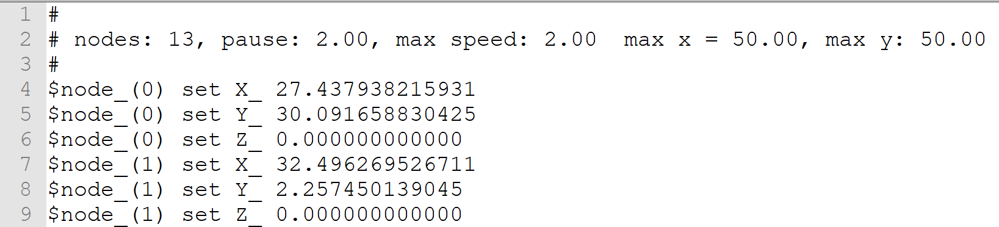 1 #
2 # nodes: 13, pause: 2.00, max speed: 2.00  max x = 50.00, max y: 50.00
3 #
4 $node_(0) set X_ 27.437938215931
5 $node_(0) set Y_ 30.091658830425
6 $node_(0) set Z_ 0.000000000000
7 $node_(1) set X_ 32.496269526711
8 $node_(1) set Y_ 2.257450139045
9 $node_(1) set Z_ 0.000000000000